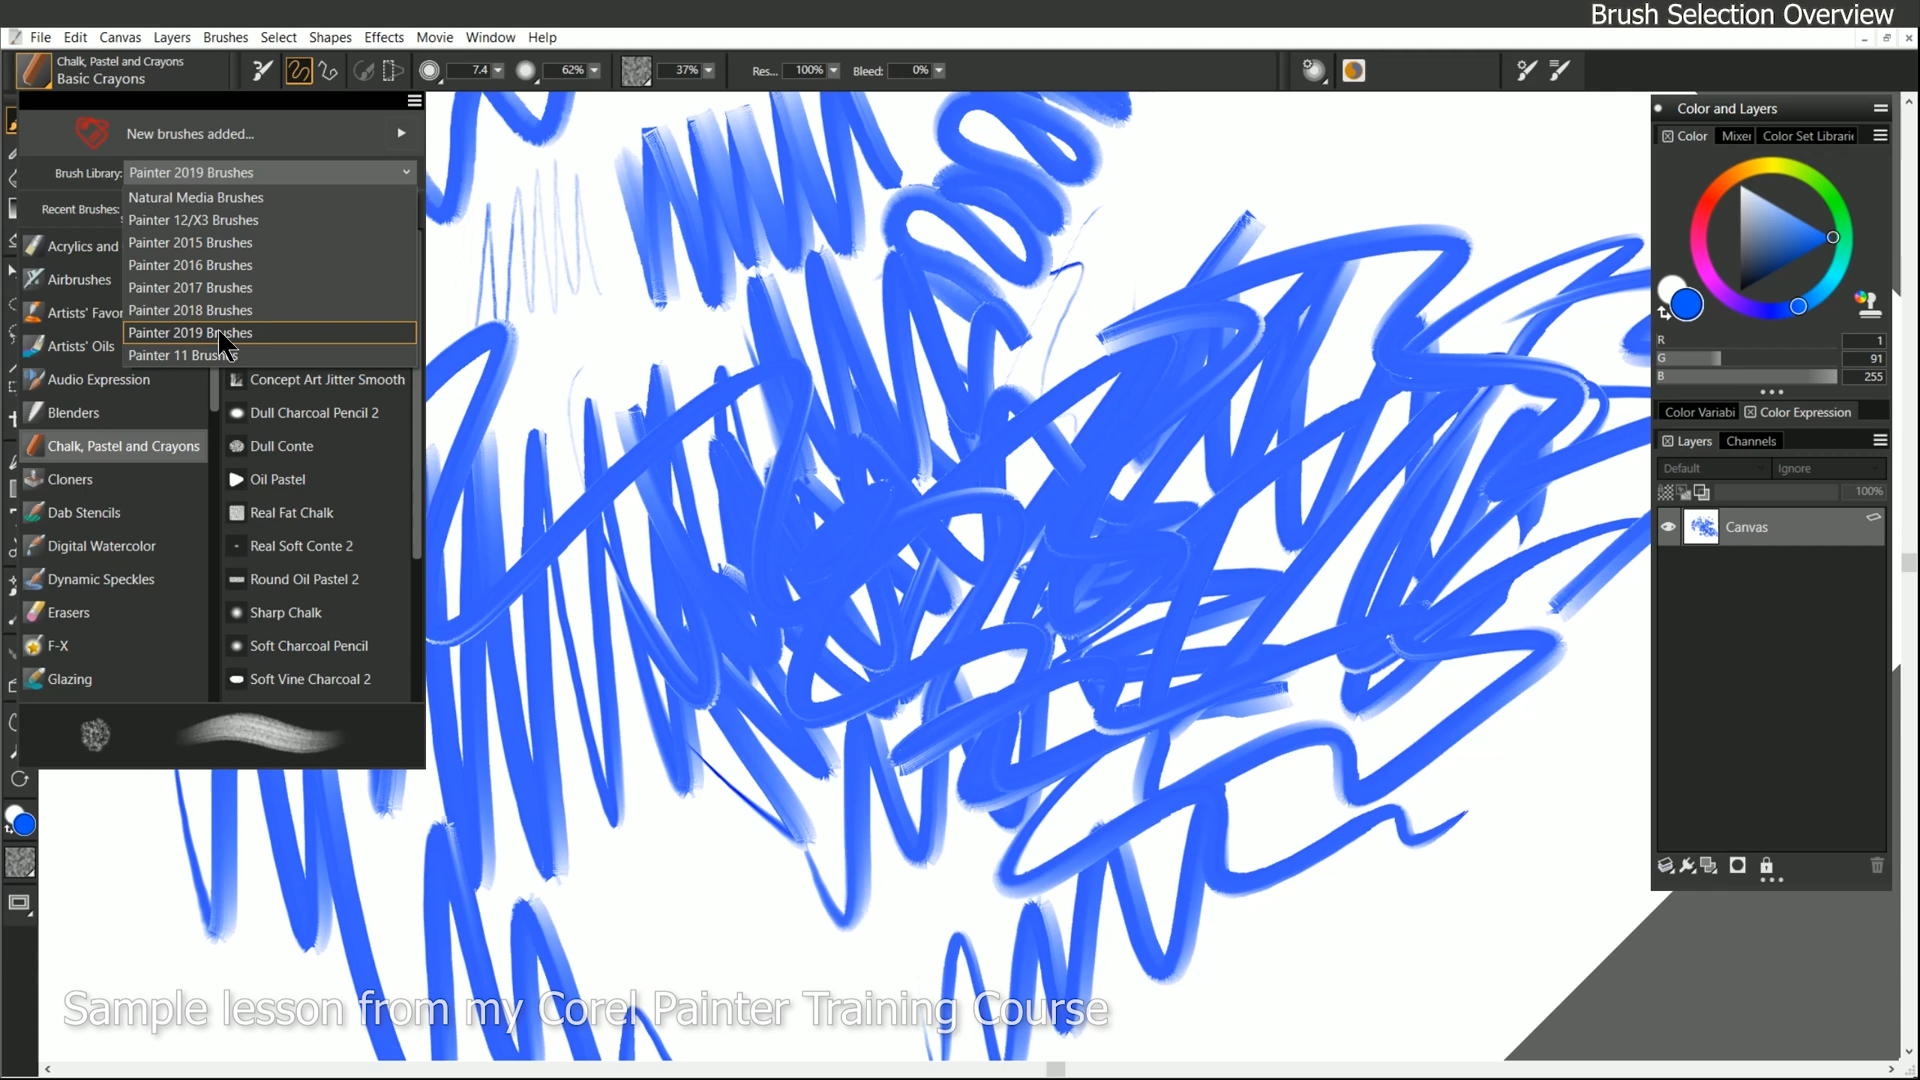 Brush Selection Overview
File Edit Canvas Layers Brushes Select Shapes Effects Movie Window Help
Chalk, Pastel and Crayons
Basic Crayons
7.4
62%
37%
Res... 100%
Bleed: 0%
New brushes added...
Brush Library: Painter 2019 Brushes
Natural Media Brushes
Recent Brushes:
Painter 12/X3 Brushes
Painter 2015 Brushes
Painter 2016 Brushes
Painter 2017 Brushes
Painter 2018 Brushes
Painter 2019 Brushes
Painter 11
Acrylics and
Airbrushes
Artists' Favor
Artists' Oils
Audio Expression
Blenders
Chalk, Pastel and Crayons
Cloners
Dab Stencils
Digital Watercolor
Dynamic Speckles
Erasers
F-X
Glazing
Concept Art Jitter Smooth
Dull Charcoal Pencil 2
Dull Conte
Oil Pastel
Real Fat Chalk
Real Soft Conte 2
Round Oil Pastel 2
Sharp Chalk
Soft Charcoal Pencil
Soft Vine Charcoal 2
Color and Layers
Color Mixer Color Set Librarie
R 1
G 91
B 255
Color Variabi Color Expression
Layers Channels
Default Ignore
100%
Canvas
Sample lesson from my Corel Painter Training Course